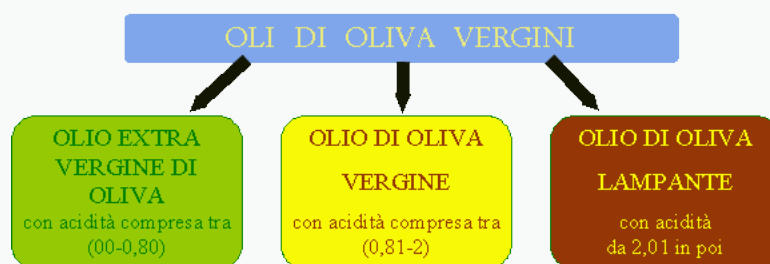 OLI DI OLIVA VERGINI
OLIO EXTRA
VERGINE DI
OLIVA
con acidità compresa tra
(00-0,80)
OLIO DI OLIVA
VERGINE
con acidità compresa tra
(0,81-2)
OLIO DI OLIVA
LAMPANTE
con acidità
da 2,01 in poi